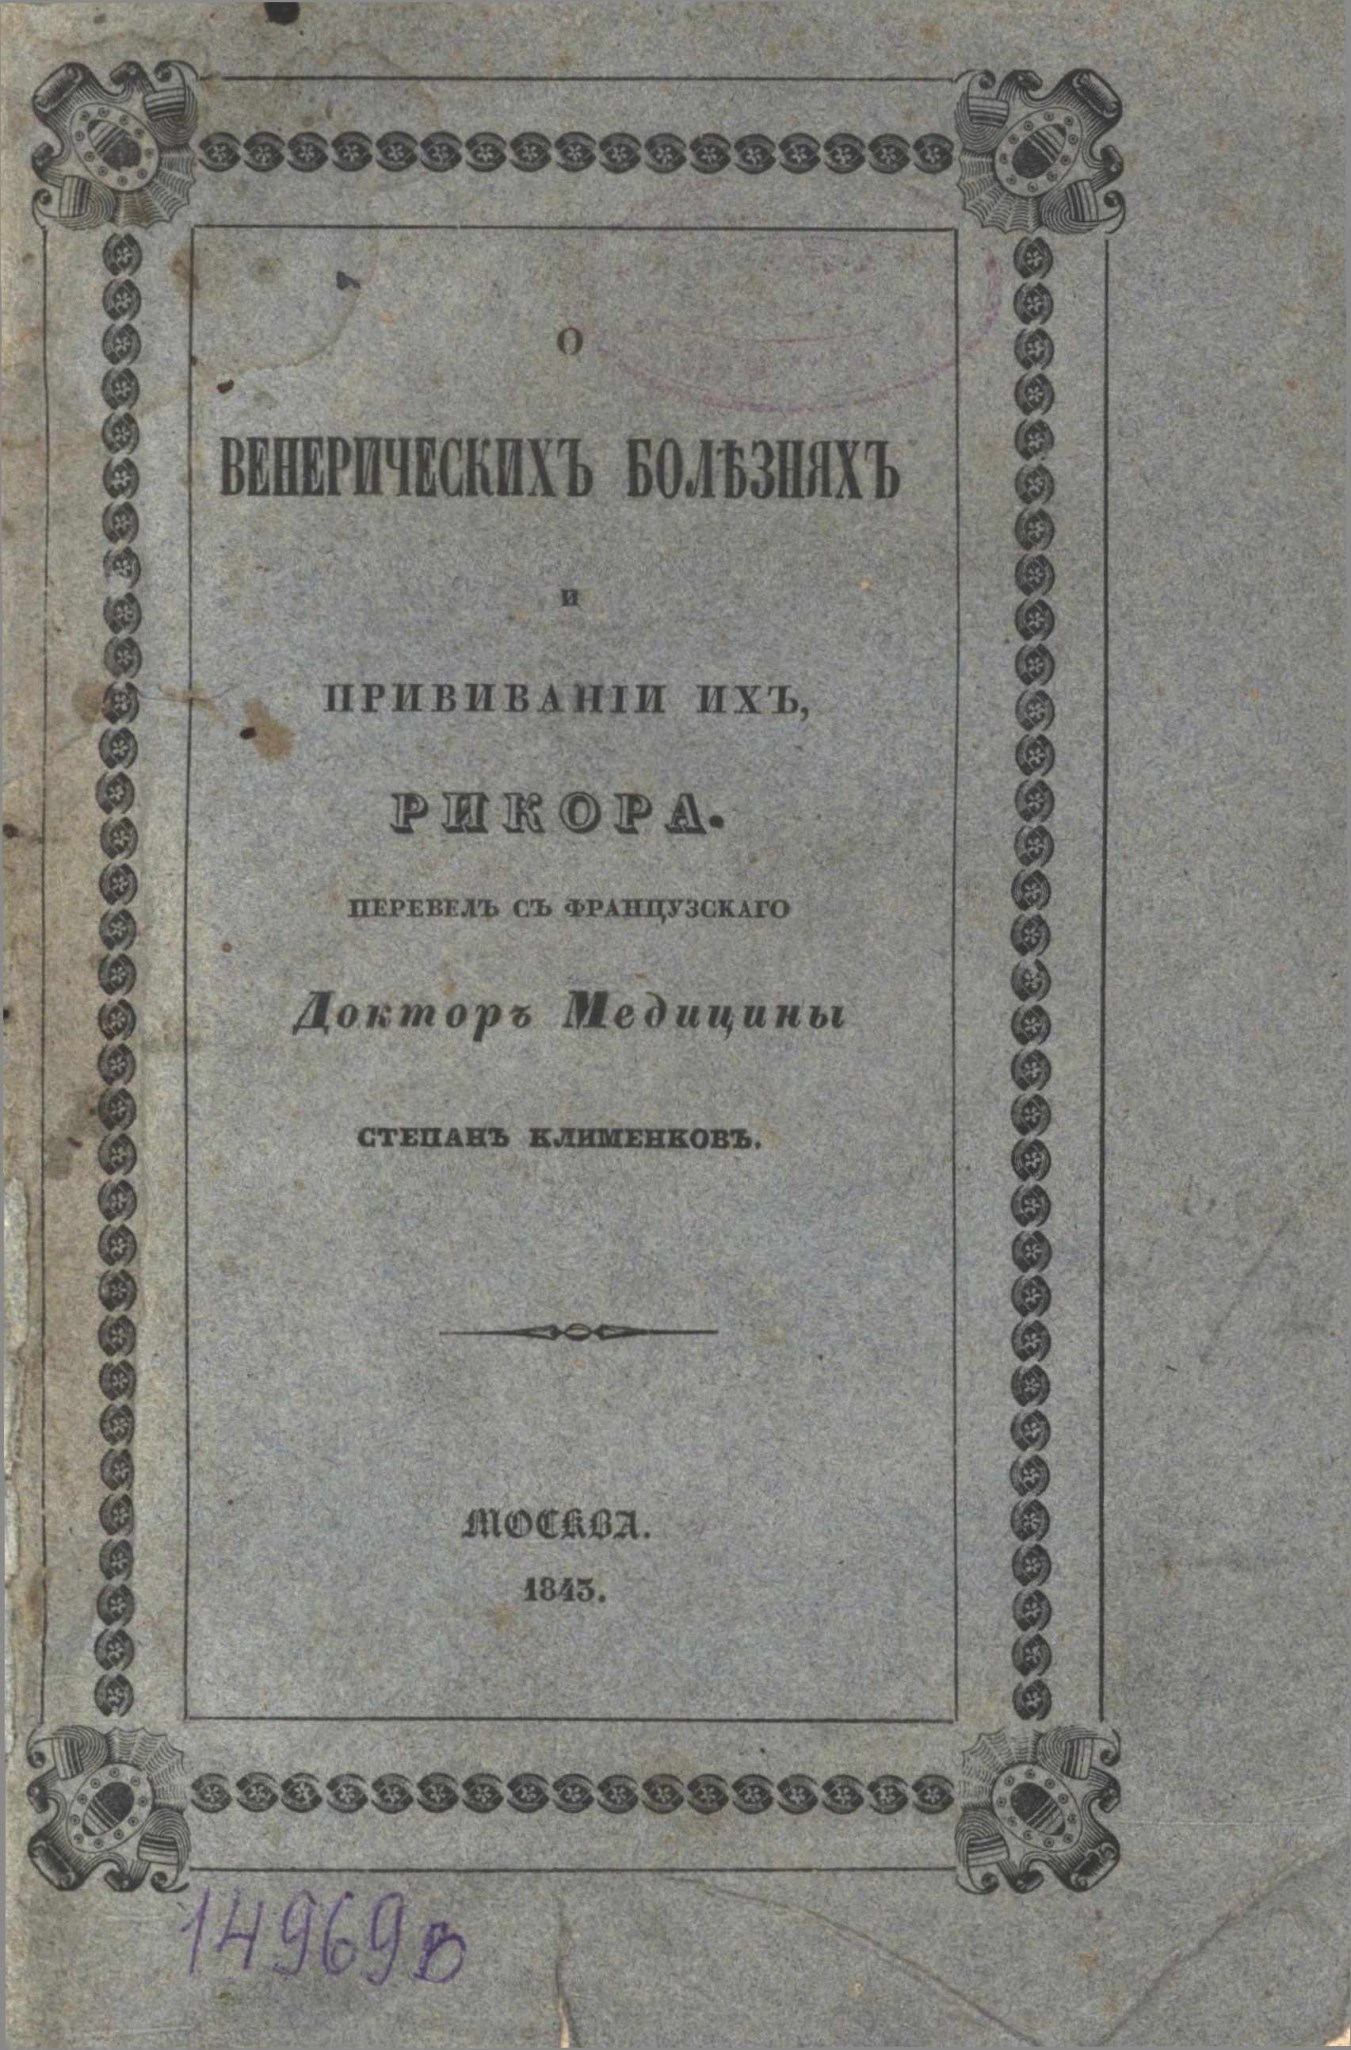 О
ВЕНЕРИЧЕСКИХЪ БОЛѢЗНЯХЪ
И
ПРИВИВАНІИ ИХЪ,
РИКОРА.
ПЕРЕВЕЛЪ СЪ ФРАНЦУЗСКАГО
Докторъ Медицины
СТЕПАНЪ КЛИМЕНКОВЪ.
МОСКВА.
1843.
14969в